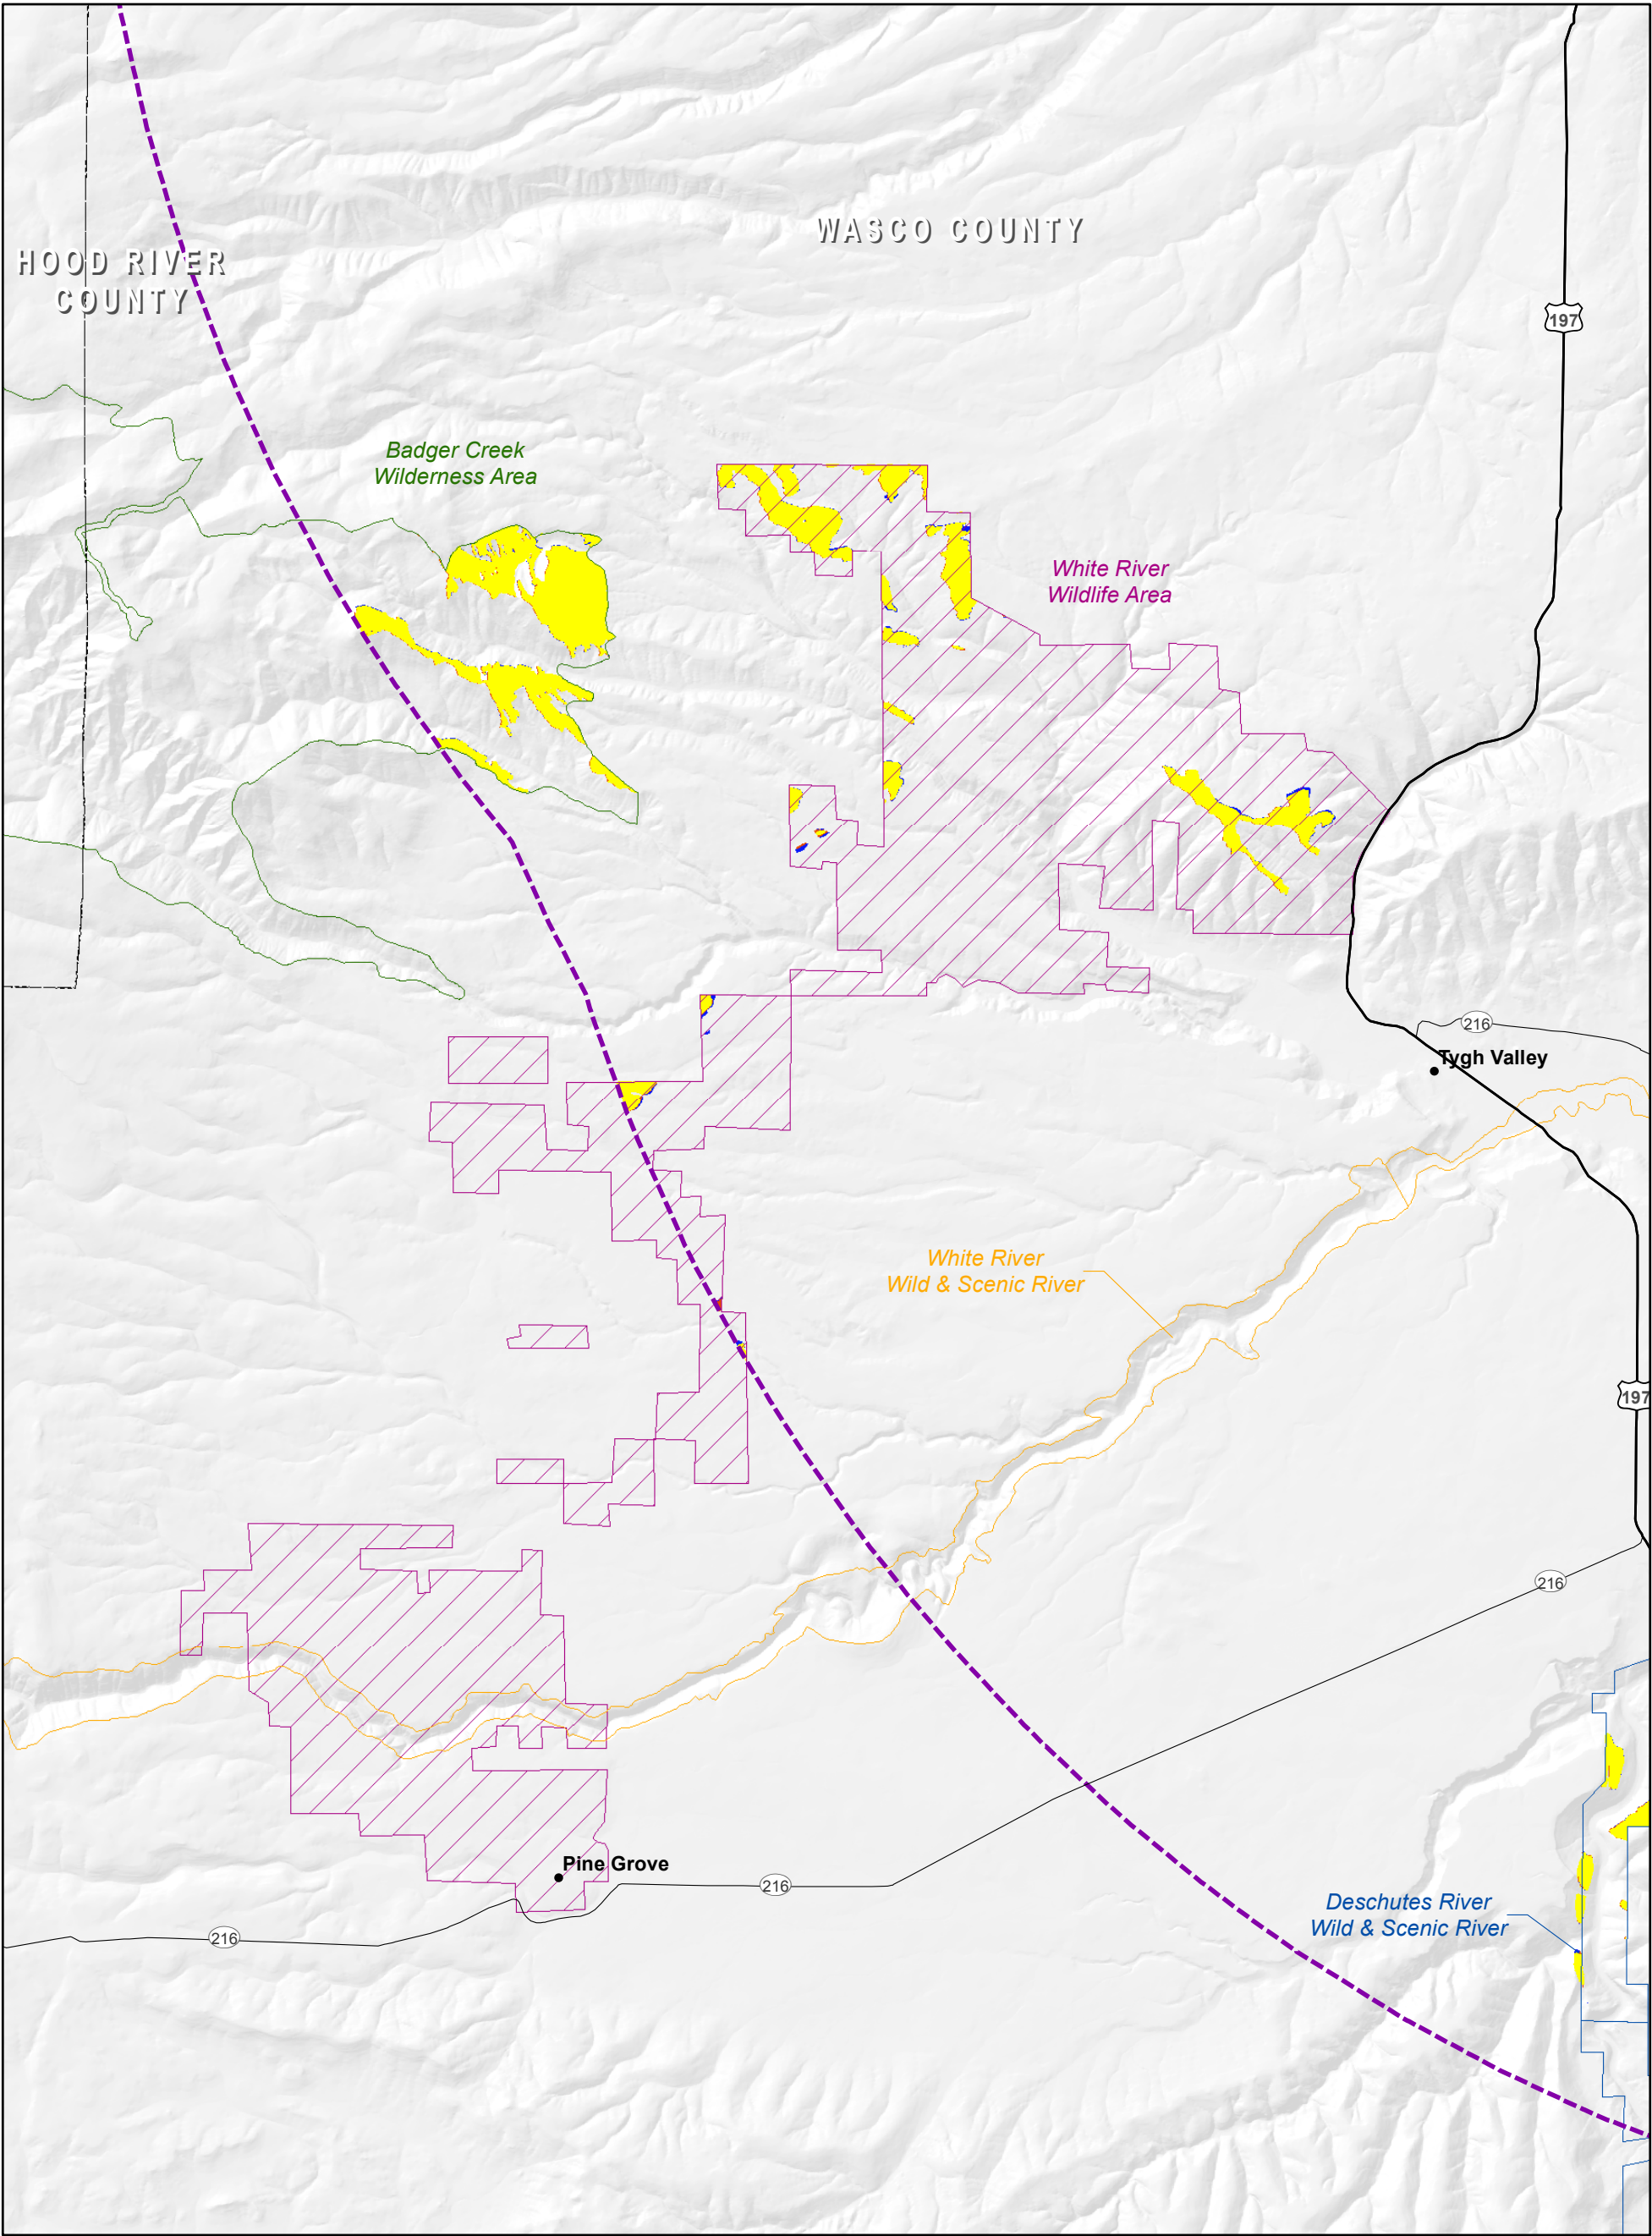 WASCO COUNTY
HOOD RIVER
COUNTY
197
Badger Creek
Wilderness Area
White River
Wildlife Area
216
Tygh Valley
White River
Wild & Scenic River
197
216
Pine Grove
216
Deschutes River
Wild & Scenic River
216